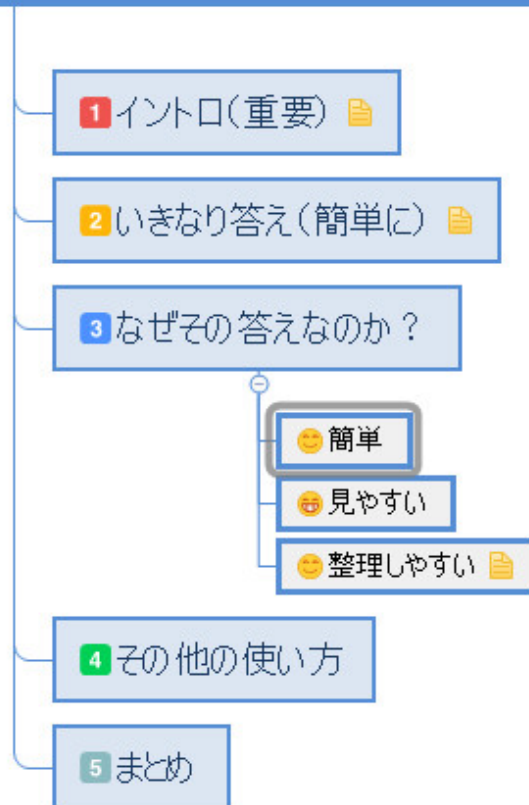 1 イントロ(重要)
2 いきなり答え(簡単に)
3 なぜその答えなのか?
簡単
見やすい
整理しやすい
4 その他の使い方
5 まとめ